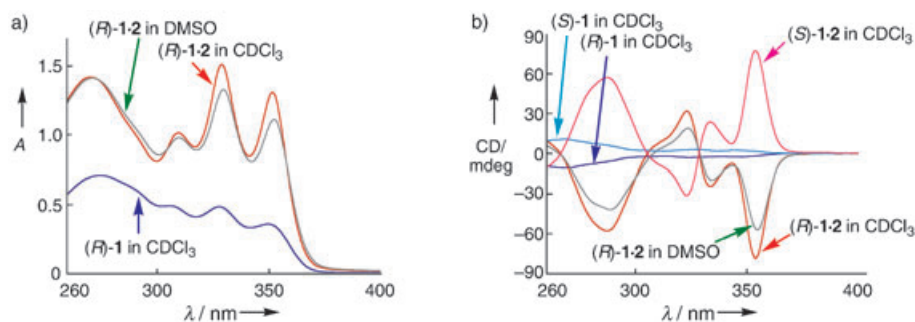 a)
(R)-1·2 in DMSO
(R)-1·2 in CDCl3
1.5
A
1.0
0.5
(R)-1 in CDCl3
0
260
300
350
400
λ / nm
b)
(S)-1 in CDCl3
(R)-1 in CDCl3
(S)-1·2 in CDCl3
90
60
30
CD/
mdeg
0
−30
−60
−90
(R)-1·2 in DMSO
(R)-1·2 in CDCl3
260
300
350
400
λ / nm